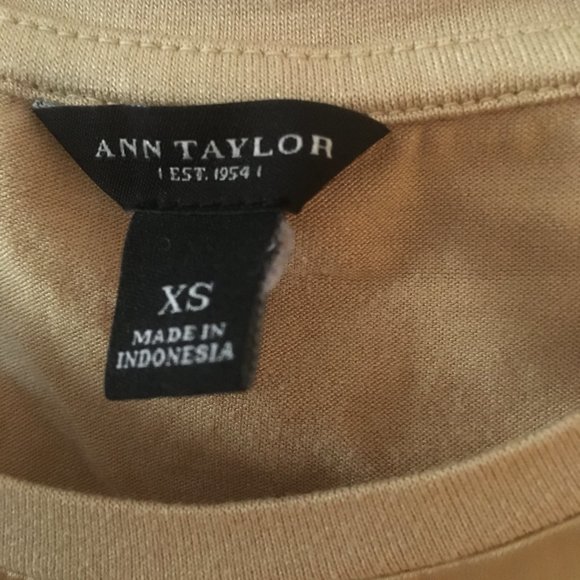 ANN TAYLOR
EST. 1954
XS
MADE IN
INDONESIA